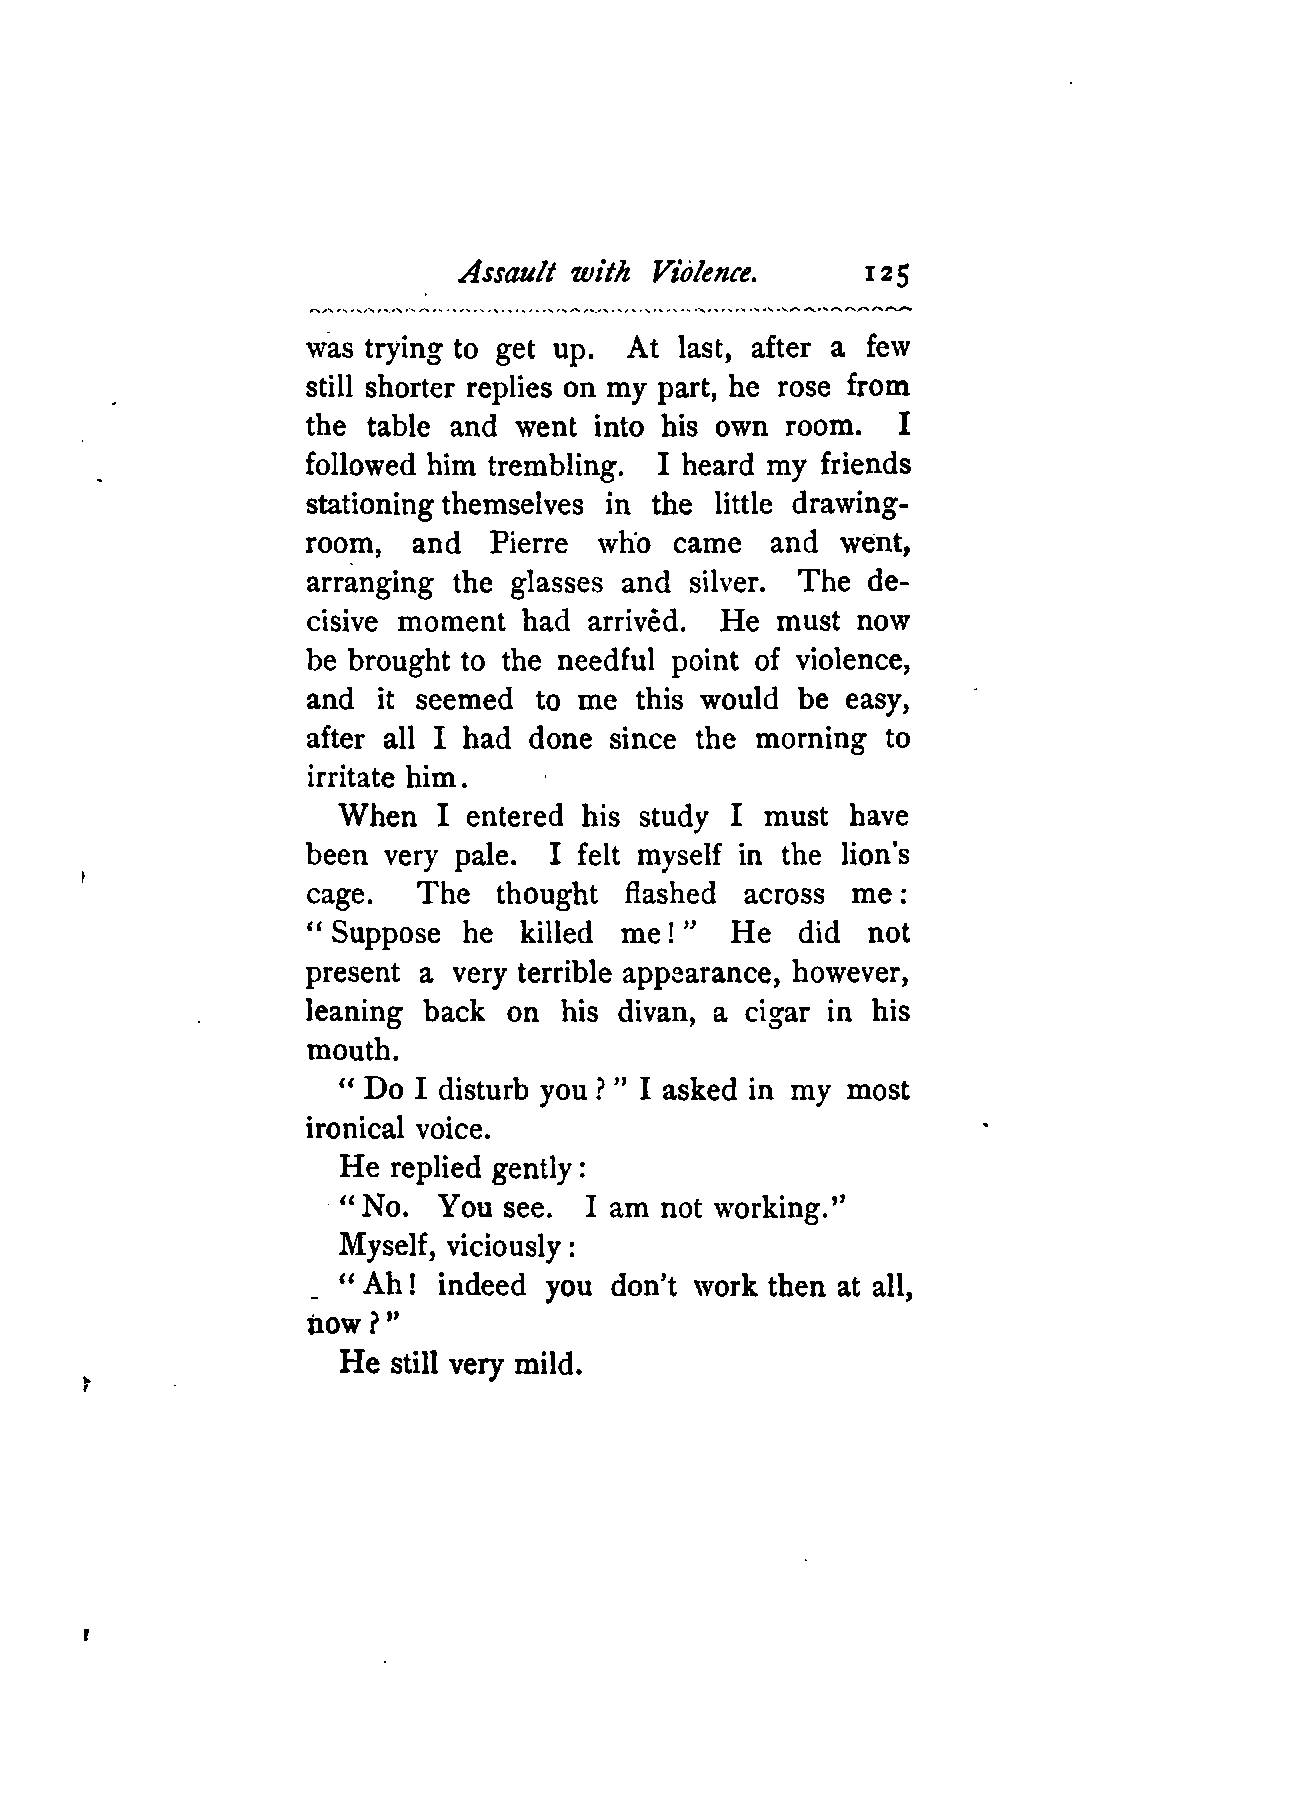 Assault with Violence. 125
was trying to get up. At last, after a few
still shorter replies on my part, he rose from
the table and went into his own room. I
followed him trembling. I heard my friends
stationing themselves in the little drawing-
room, and Pierre who came and went,
arranging the glasses and silver. The de-
cisive moment had arrived. He must now
be brought to the needful point of violence,
and it seemed to me this would be easy,
after all I had done since the morning to
irritate him.
When I entered his study I must have
been very pale. I felt myself in the lion's
cage. The thought flashed across me:
"Suppose he killed me!" He did not
present a very terrible appearance, however,
leaning back on his divan, a cigar in his
mouth.
"Do I disturb you?" I asked in my most
ironical voice.
He replied gently:
"No. You see. I am not working."
Myself, viciously:
"Ah! indeed you don't work then at all,
now?"
He still very mild.